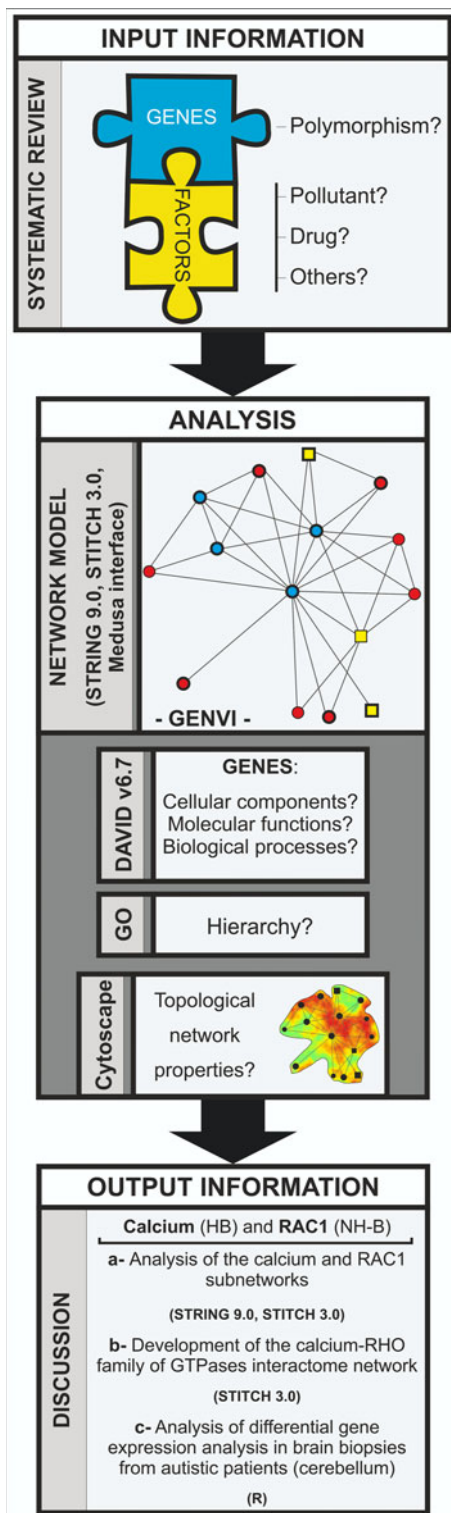 INPUT INFORMATION
SYSTEMATIC REVIEW
GENES
FACTORS
Polymorphism?
Pollutant?
Drug?
Others?
ANALYSIS
NETWORK MODEL
(STRING 9.0, STITCH 3.0,
Medusa interface)
- GENVI -
DAVID v6.7
GENES:
Cellular components?
Molecular functions?
Biological processes?
GO
Hierarchy?
Cytoscape
Topological
network
properties?
OUTPUT INFORMATION
DISCUSSION
Calcium (HB) and RAC1 (NH-B)
a- Analysis of the calcium and RAC1
subnetworks
(STRING 9.0, STITCH 3.0)
b- Development of the calcium-RHO
family of GTPases interactome network
(STITCH 3.0)
c- Analysis of differential gene
expression analysis in brain biopsies
from autistic patients (cerebellum)
(R)